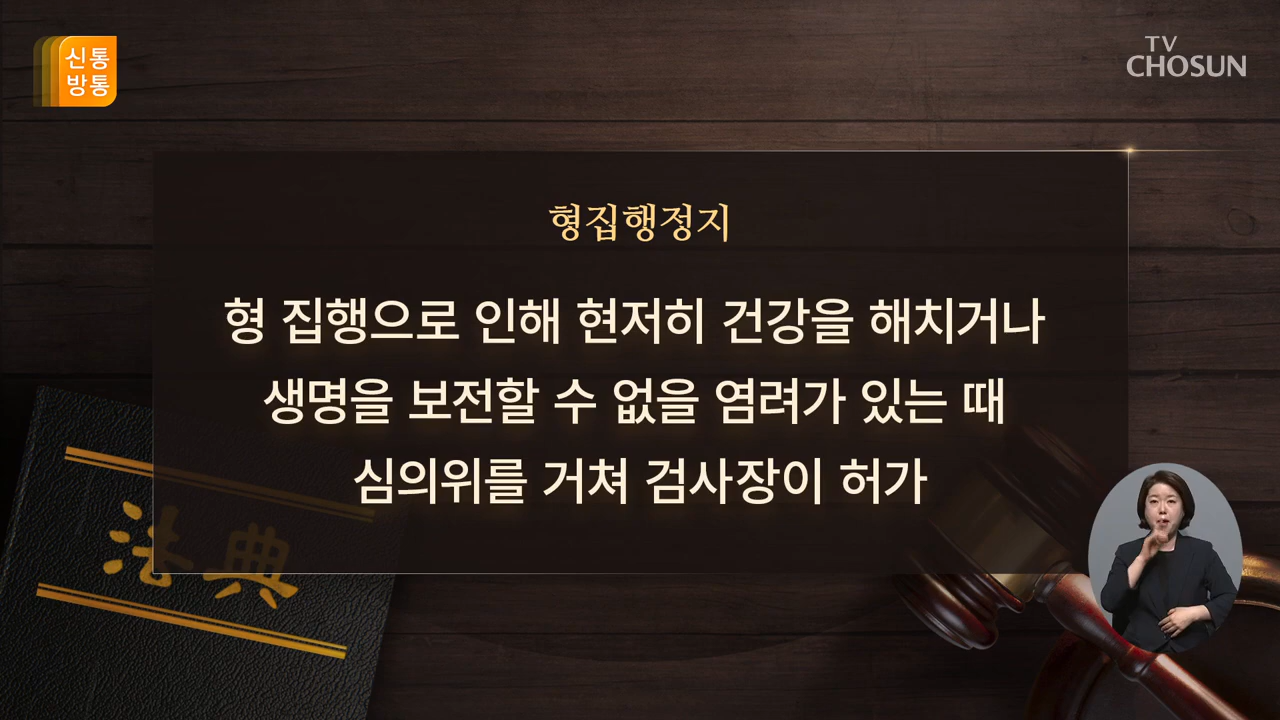 신통
방통
TV
CHOSUN
형집행정지
형 집행으로 인해 현저히 건강을 해치거나
생명을 보전할 수 없을 염려가 있는 때
심의위를 거쳐 검사장이 허가
法典